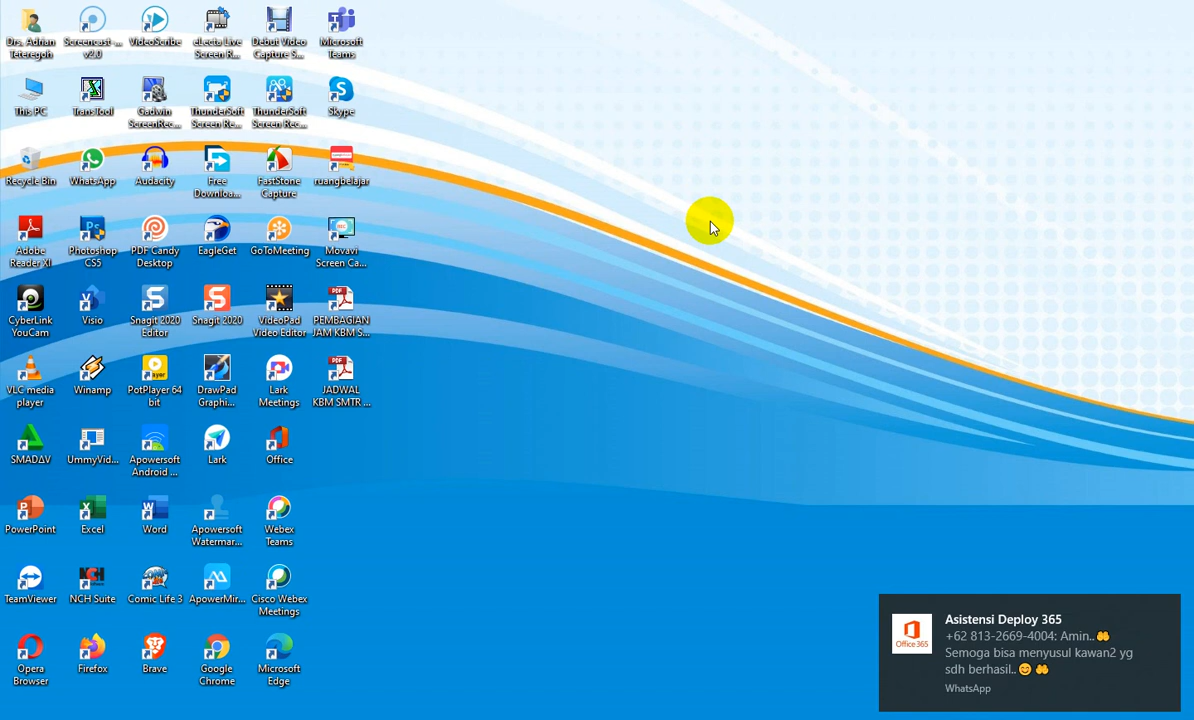 Drs. Adrian
Teteregoh
Screencast-...
v2.0
VideoScribe
eLecta Live
Screen R...
Debut Video
Capture S...
Microsoft
Teams
This PC
TransTool
Gadwin
ScreenRec...
ThunderSoft
Screen Re...
ThunderSoft
Screen Rec...
Skype
Recycle Bin
WhatsApp
Audacity
Free
Downloa...
FastStone
Capture
ruangbelajar
Adobe
Reader XI
Photoshop
CS5
PDF Candy
Desktop
EagleGet
GoToMeeting
Movavi
Screen Ca...
CyberLink
YouCam
Visio
Snagit 2020
Editor
Snagit 2020
VideoPad
Video Editor
PEMBAGIAN
JAM KBM S...
VLC media
player
Winamp
PotPlayer 64
bit
DrawPad
Graphi...
Lark
Meetings
JADWAL
KBM SMTR ...
SMADΔV
UmmyVid...
Apowersoft
Android ...
Lark
Office
PowerPoint
Excel
Word
Apowersoft
Watermar...
Webex
Teams
TeamViewer
NCH Suite
Comic Life 3
ApowerMir...
Cisco Webex
Meetings
Opera
Browser
Firefox
Brave
Google
Chrome
Microsoft
Edge
Office 365
Asistensi Deploy 365
+62 813-2669-4004: Amin..🤲
Semoga bisa menyusul kawan2 yg
sdh berhasil..😊 🤲
WhatsApp